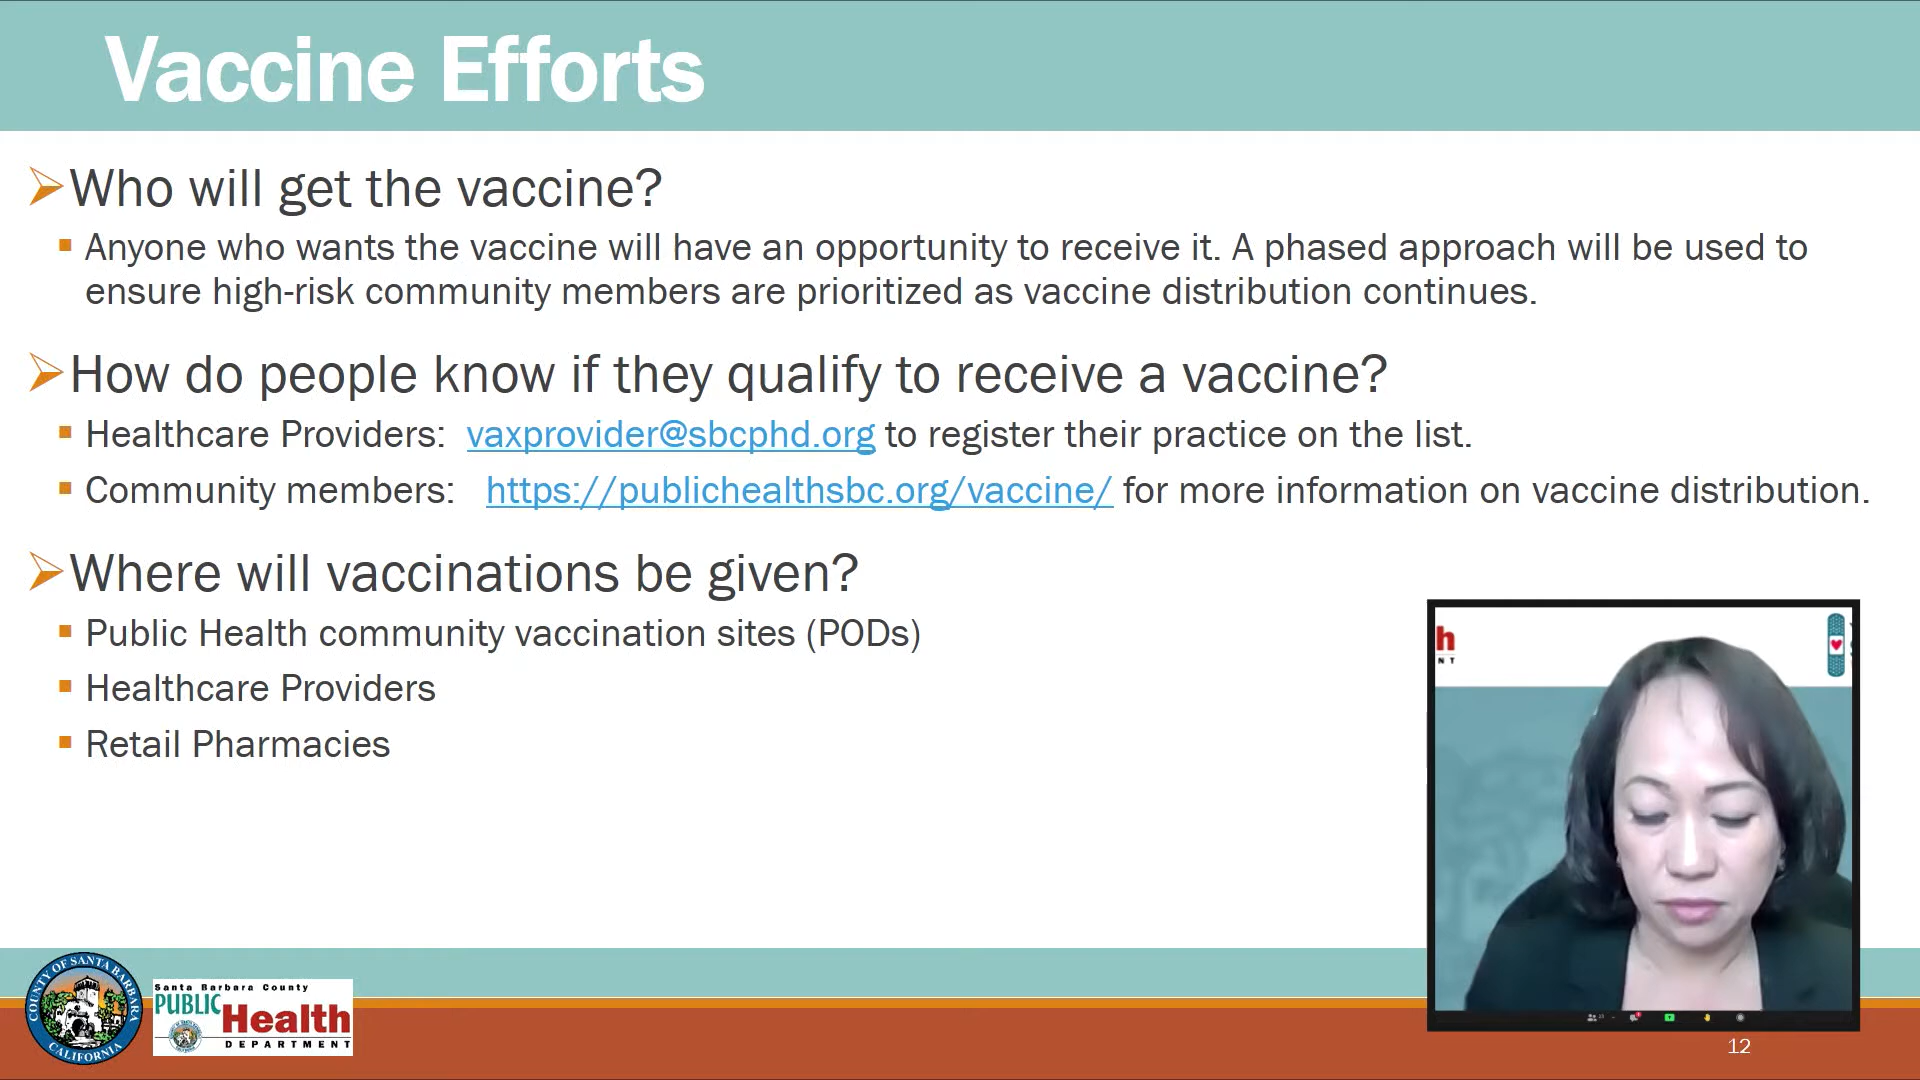 Vaccine Efforts
Who will get the vaccine?
Anyone who wants the vaccine will have an opportunity to receive it. A phased approach will be used to
ensure high-risk community members are prioritized as vaccine distribution continues.
How do people know if they qualify to receive a vaccine?
Healthcare Providers: vaxprovider@sbcphd.org to register their practice on the list.
Community members: https://publichealthsbc.org/vaccine/ for more information on vaccine distribution.
Where will vaccinations be given?
Public Health community vaccination sites (PODs)
Healthcare Providers
Retail Pharmacies
h
NT
COUNTY OF SANTA BARBARA
CALIFORNIA
Santa Barbara County
PUBLIC
Health
DEPARTMENT
12